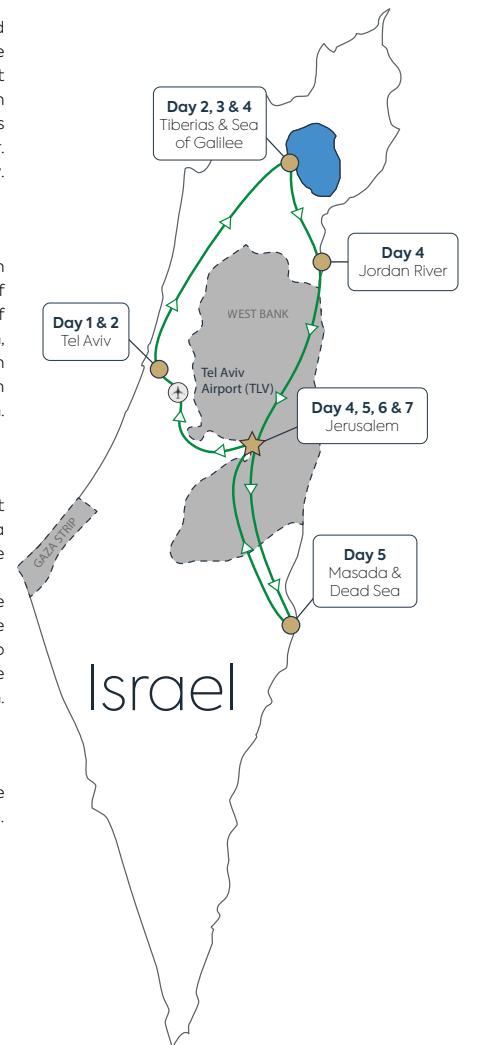 Day 2, 3 & 4
Tiberias & Sea
of Galilee
Day 4
Jordan River
WEST BANK
Day 1 & 2
Tel Aviv
Tel Aviv
Airport (TLV)
Day 4, 5, 6 & 7
Jerusalem
GAZA STRIP
Day 5
Masada &
Dead Sea
Israel